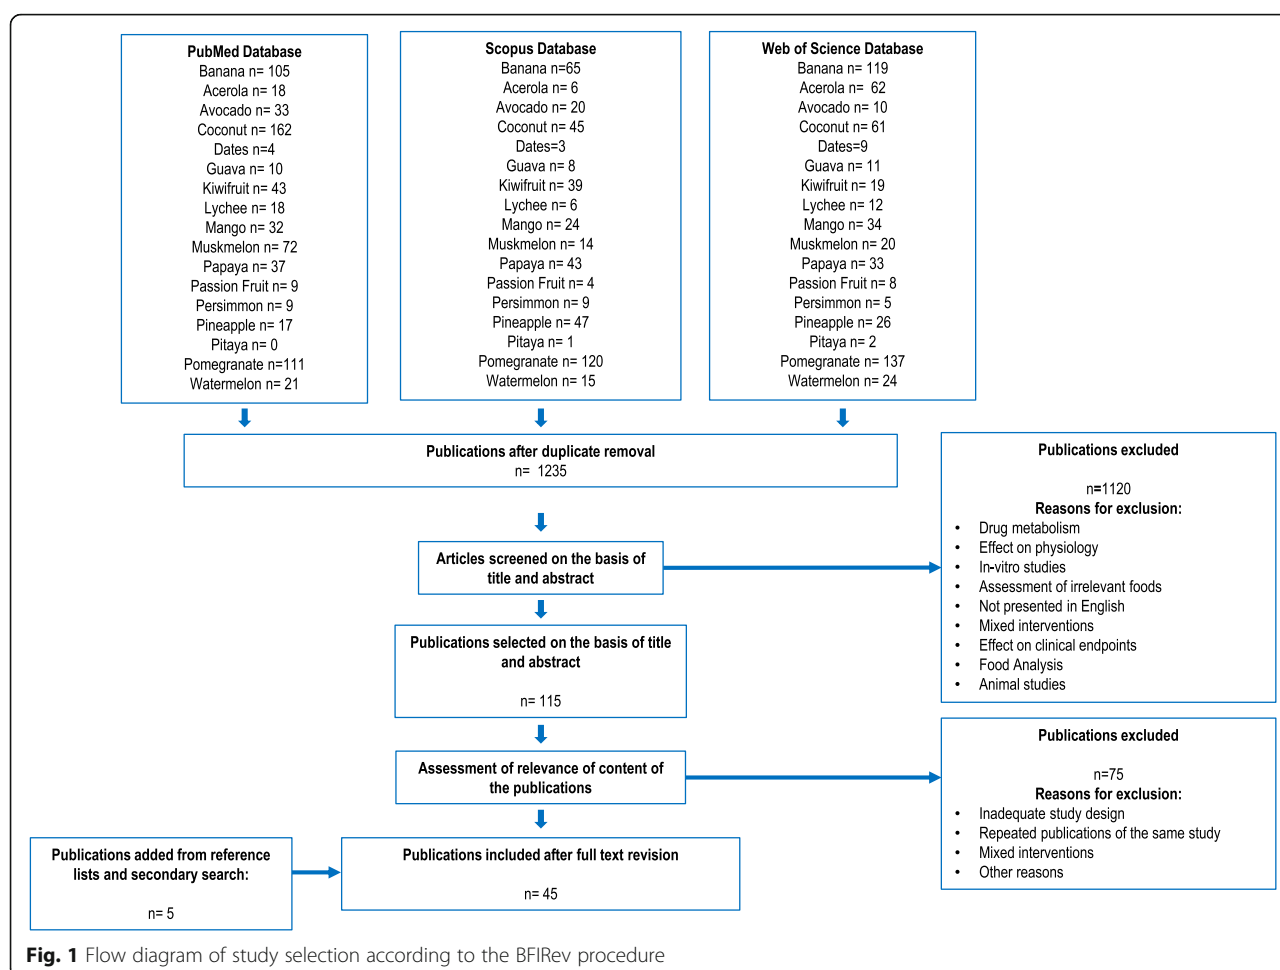 PubMed Database
Banana n= 105
Acerola n= 18
Avocado n= 33
Coconut n= 162
Dates n=4
Guava n= 10
Kiwifruit n= 43
Lychee n= 18
Mango n= 32
Muskmelon n= 72
Papaya n= 37
Passion Fruit n= 9
Persimmon n= 9
Pineapple n= 17
Pitaya n= 0
Pomegranate n=111
Watermelon n= 21
Scopus Database
Banana n=65
Acerola n= 6
Avocado n= 20
Coconut n= 45
Dates=3
Guava n= 8
Kiwifruit n= 39
Lychee n= 6
Mango n= 24
Muskmelon n= 14
Papaya n= 43
Passion Fruit n= 4
Persimmon n= 9
Pineapple n= 47
Pitaya n= 1
Pomegranate n= 120
Watermelon n= 15
Web of Science Database
Banana n= 119
Acerola n= 62
Avocado n= 10
Coconut n= 61
Dates=9
Guava n= 11
Kiwifruit n= 19
Lychee n= 12
Mango n= 34
Muskmelon n= 20
Papaya n= 33
Passion Fruit n= 8
Persimmon n= 5
Pineapple n= 26
Pitaya n= 2
Pomegranate n= 137
Watermelon n= 24
Publications after duplicate removal
n= 1235
Articles screened on the basis of
title and abstract
Publications excluded
n=1120
Reasons for exclusion:
• Drug metabolism
• Effect on physiology
• In-vitro studies
• Assessment of irrelevant foods
• Not presented in English
• Mixed interventions
• Effect on clinical endpoints
• Food Analysis
• Animal studies
Publications selected on the basis of title
and abstract
n= 115
Assessment of relevance of content of
the publications
Publications excluded
n=75
Reasons for exclusion:
• Inadequate study design
• Repeated publications of the same study
• Mixed interventions
• Other reasons
Publications added from reference
lists and secondary search:
n= 5
Publications included after full text revision
n= 45
Fig. 1 Flow diagram of study selection according to the BFIRev procedure